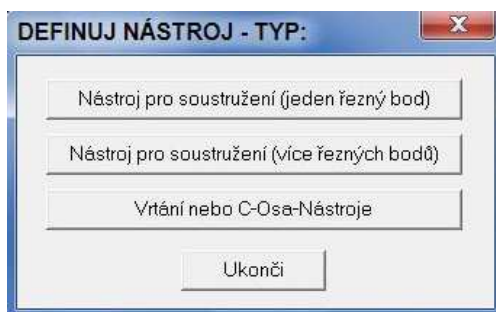 DEFINUJ NÁSTROJ - TYP:
Nástroj pro soustružení (jeden řezný bod)
Nástroj pro soustružení (více řezných bodů)
Vrtání nebo C-Osa-Nástroje
Ukonči